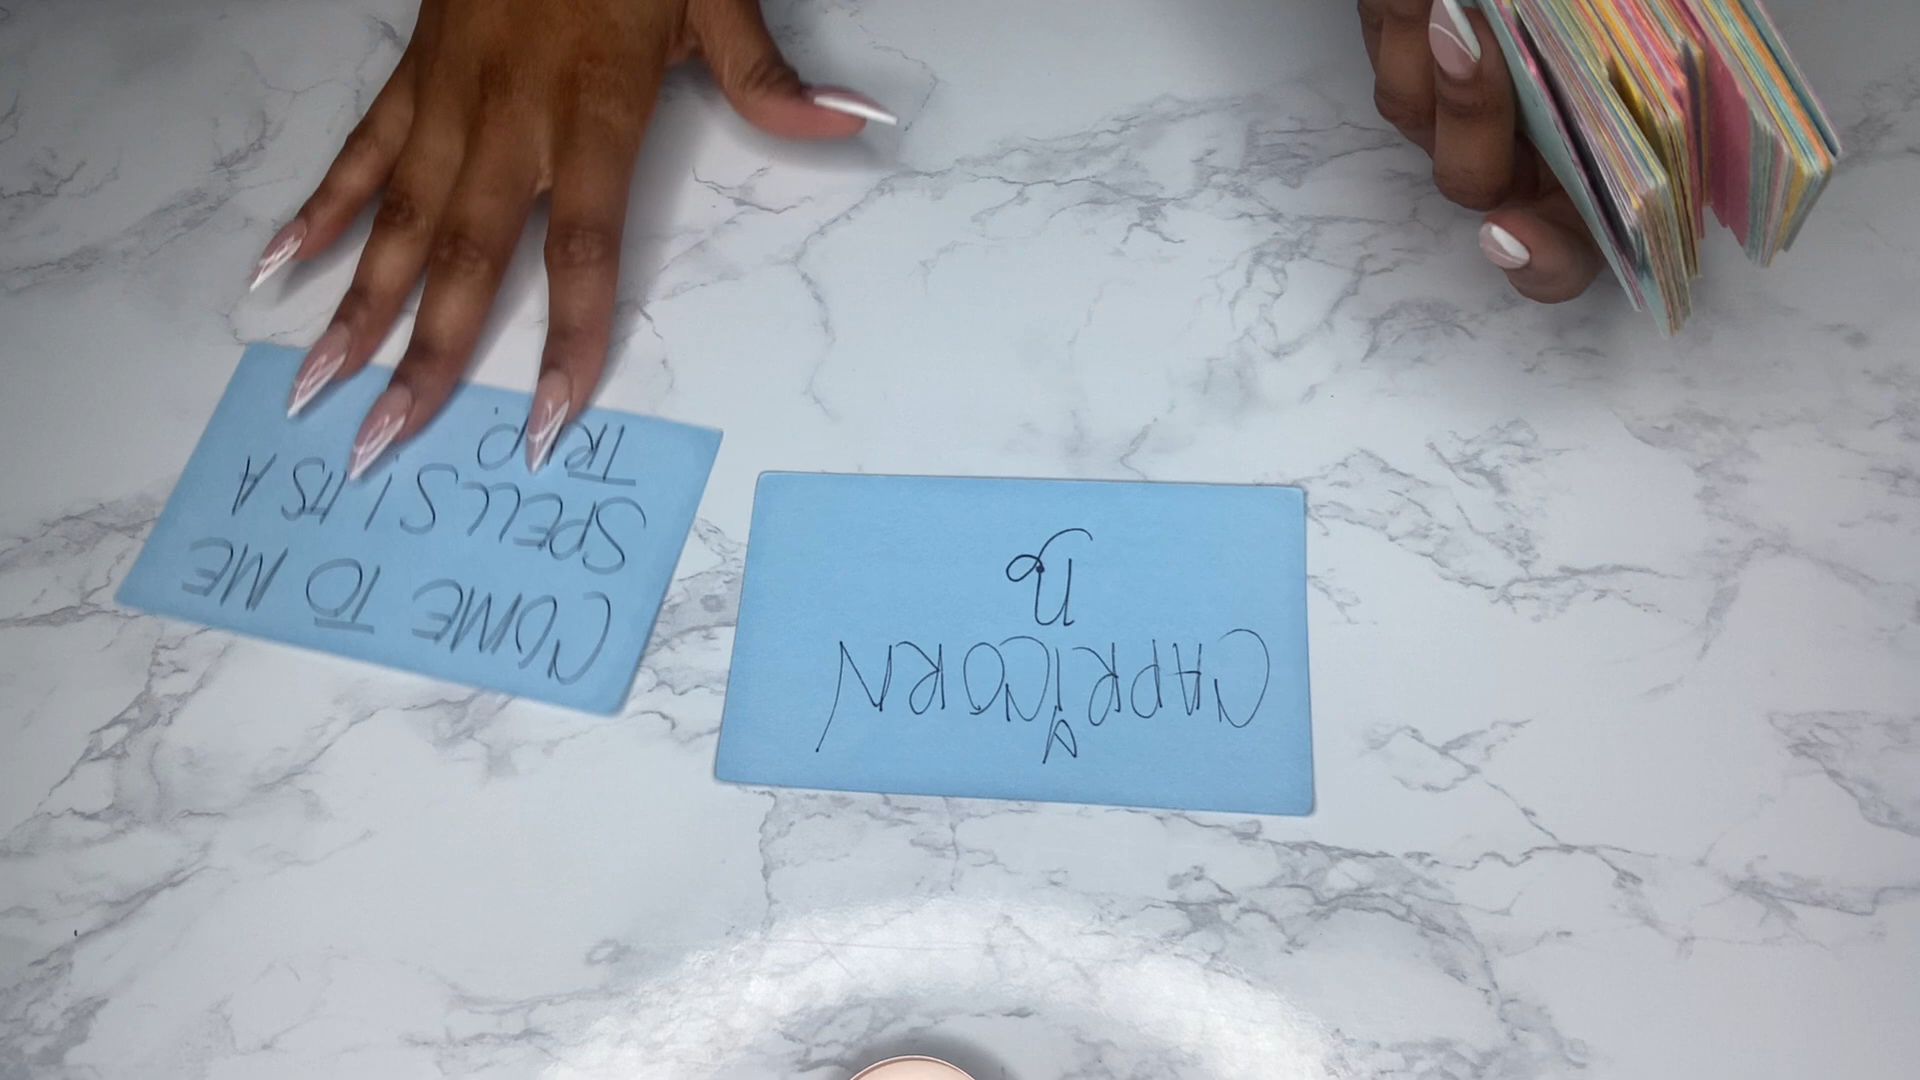 COME TO ME
SPELLS / ITS A
TRIP.
CAPRICORN
♑